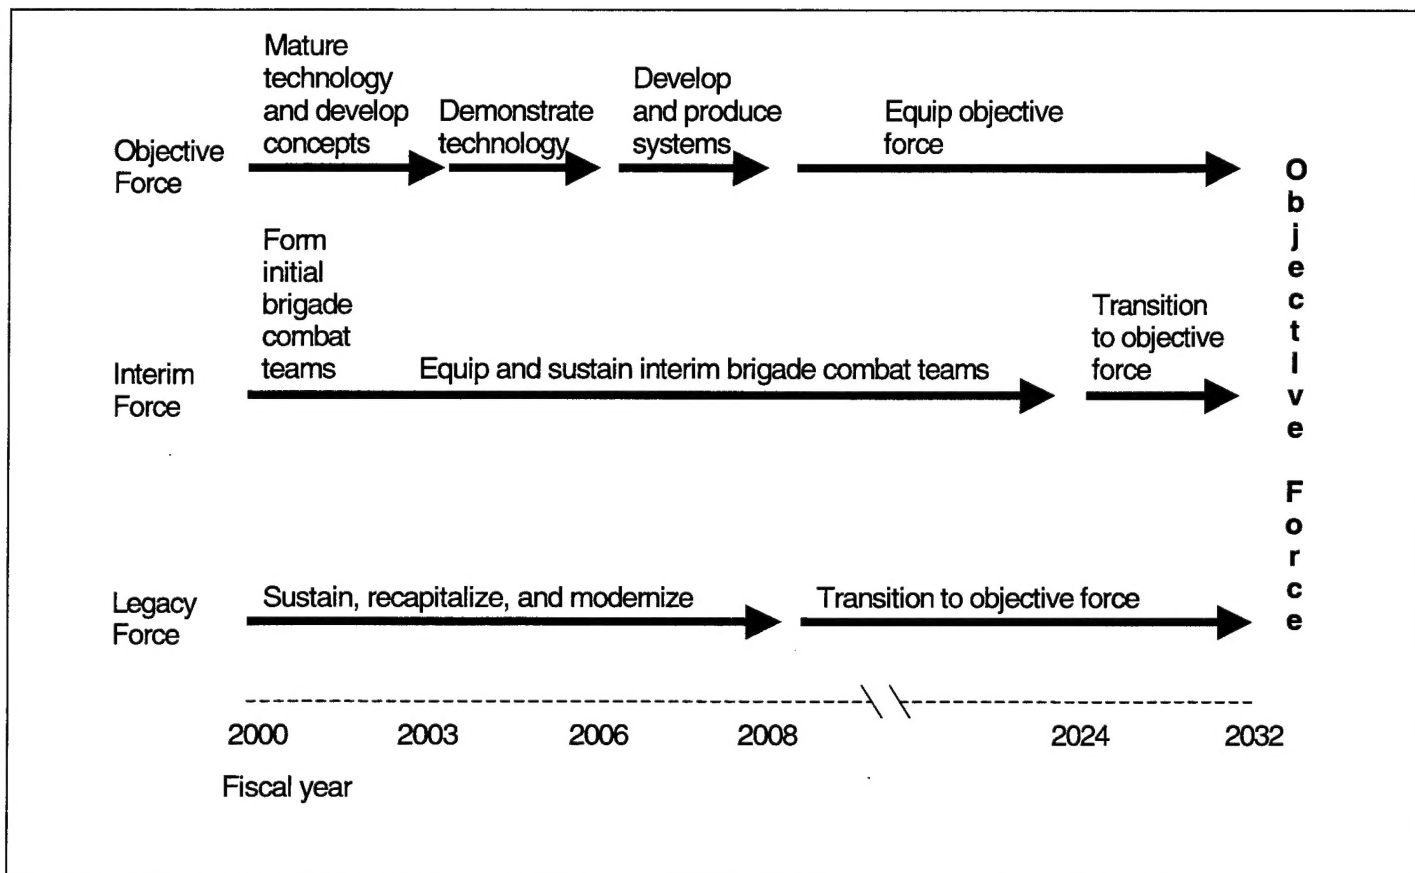 Mature
technology
and develop
concepts
Demonstrate
technology
Develop
and produce
systems
Equip objective
force
Objective
Force
Form
initial
brigade
combat
teams
Equip and sustain interim brigade combat teams
Transition
to objective
force
Interim
Force
Sustain, recapitalize, and modernize
Transition to objective force
Legacy
Force
Objective Force
2000 2003 2006 2008 2024 2032
Fiscal year